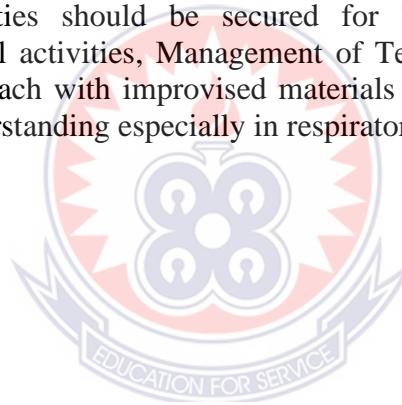 ties should be secured for
l activities, Management of Te
ach with improvised materials
rstanding especially in respirator
EDUCATION FOR SERVICE